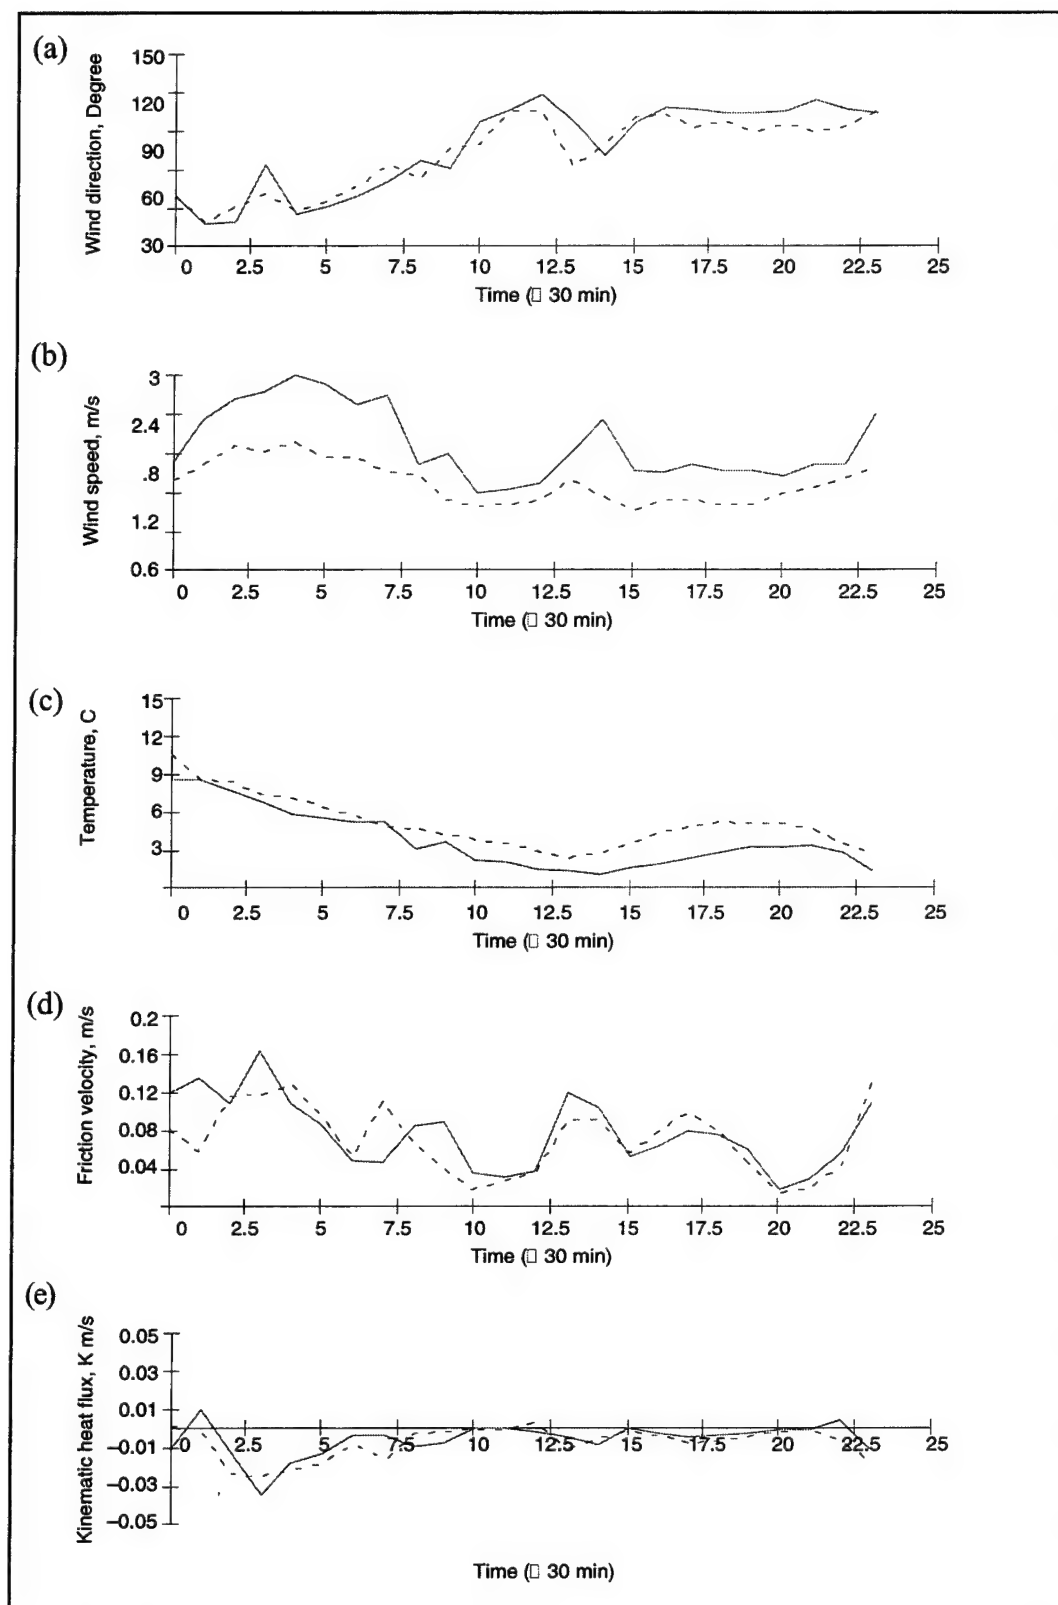 (a)
Wind direction, Degree
150
120
90
60
30
0 2.5 5 7.5 10 12.5 15 17.5 20 22.5 25
Time (▯ 30 min)
(b)
Wind speed, m/s
3
2.4
.8
1.2
0.6
0 2.5 5 7.5 10 12.5 15 17.5 20 22.5 25
Time (▯ 30 min)
(c)
Temperature, C
15
12
9
6
3
0 2.5 5 7.5 10 12.5 15 17.5 20 22.5 25
Time (▯ 30 min)
(d)
Friction velocity, m/s
0.2
0.16
0.12
0.08
0.04
0 2.5 5 7.5 10 12.5 15 17.5 20 22.5 25
Time (▯ 30 min)
(e)
Kinematic heat flux, K m/s
0.05
0.03
0.01
−0.01
−0.03
−0.05
2.5 5 7.5 10 12.5 15 17.5 20 22.5 25
Time (▯ 30 min)